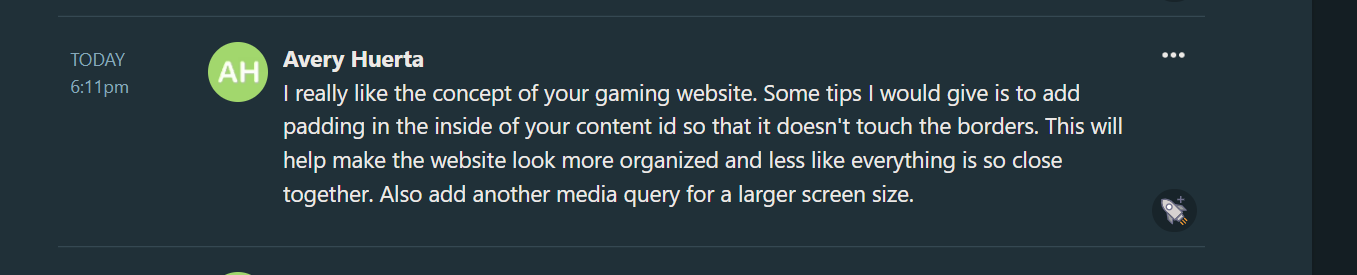 TODAY
6:11pm
AH
Avery Huerta
I really like the concept of your gaming website. Some tips I would give is to add
padding in the inside of your content id so that it doesn't touch the borders. This will
help make the website look more organized and less like everything is so close
together. Also add another media query for a larger screen size.